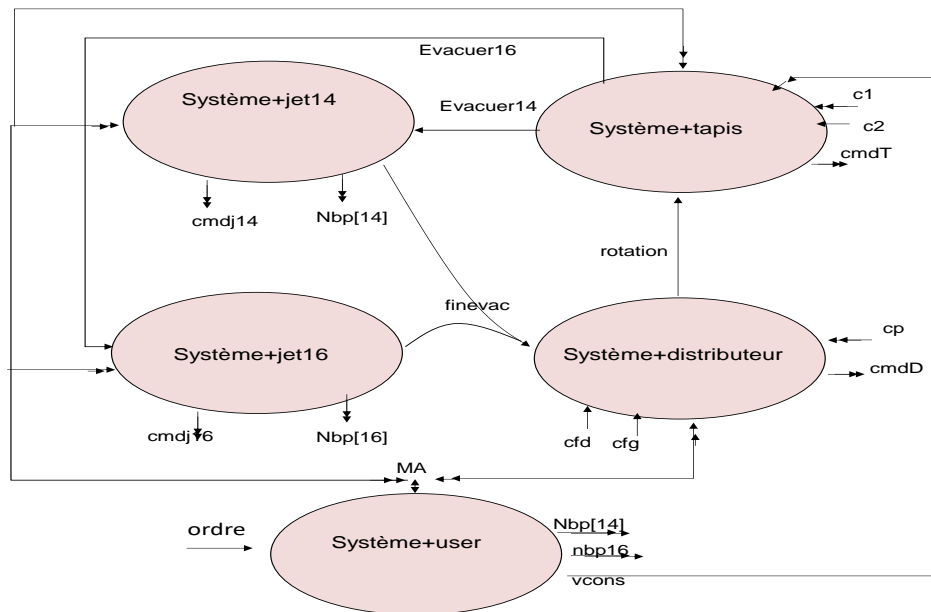 Evacuer16
Système+jet14
Evacuer14
Système+tapis
c1
c2
cmdT
cmdj14
Nbp[14]
rotation
finevac
Système+jet16
Système+distributeur
cp
cmdD
cmdj16
Nbp[16]
cfd
cfg
MA
ordre
Système+user
Nbp[14]
nbp16
vcons